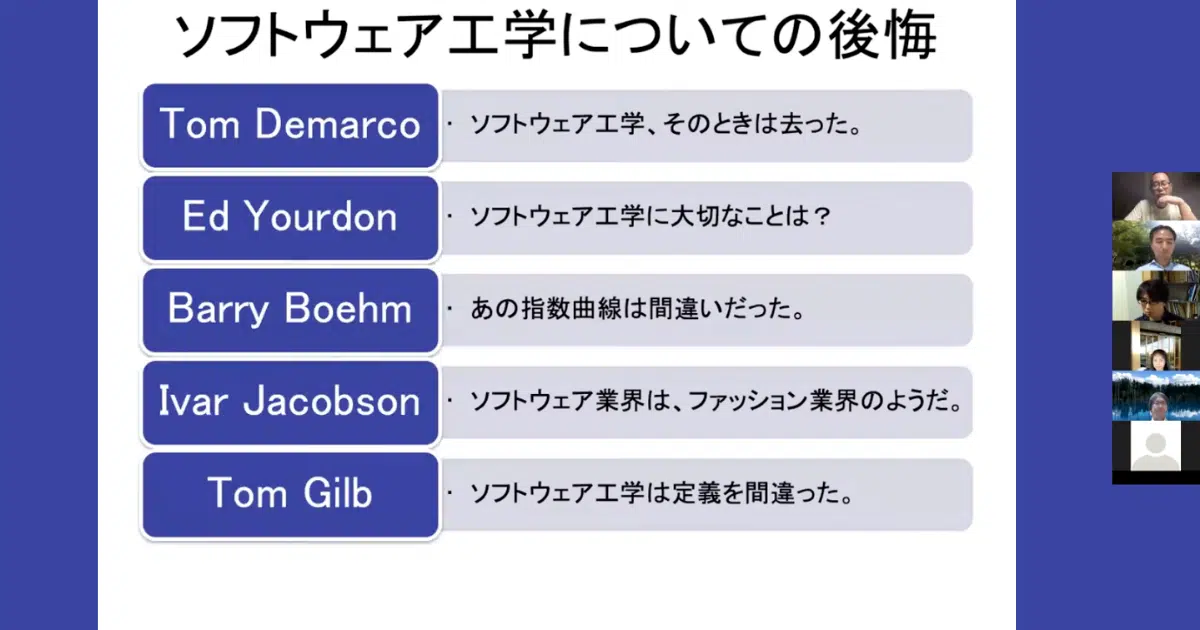 ソフトウェア工学についての後悔
Tom Demarco
・ ソフトウェア工学、そのときは去った。
Ed Yourdon
・ ソフトウェア工学に大切なことは？
Barry Boehm
・ あの指数曲線は間違いだった。
Ivar Jacobson
・ ソフトウェア業界は、ファッション業界のようだ。
Tom Gilb
・ ソフトウェア工学は定義を間違った。